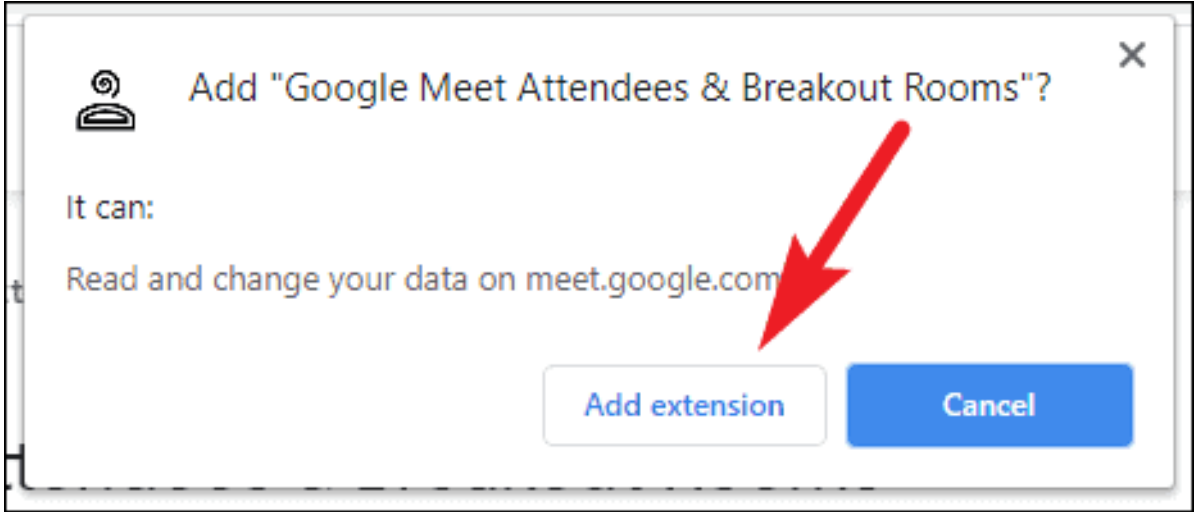 Add "Google Meet Attendees & Breakout Rooms"?
It can:
Read and change your data on meet.google.com
Add extension
Cancel